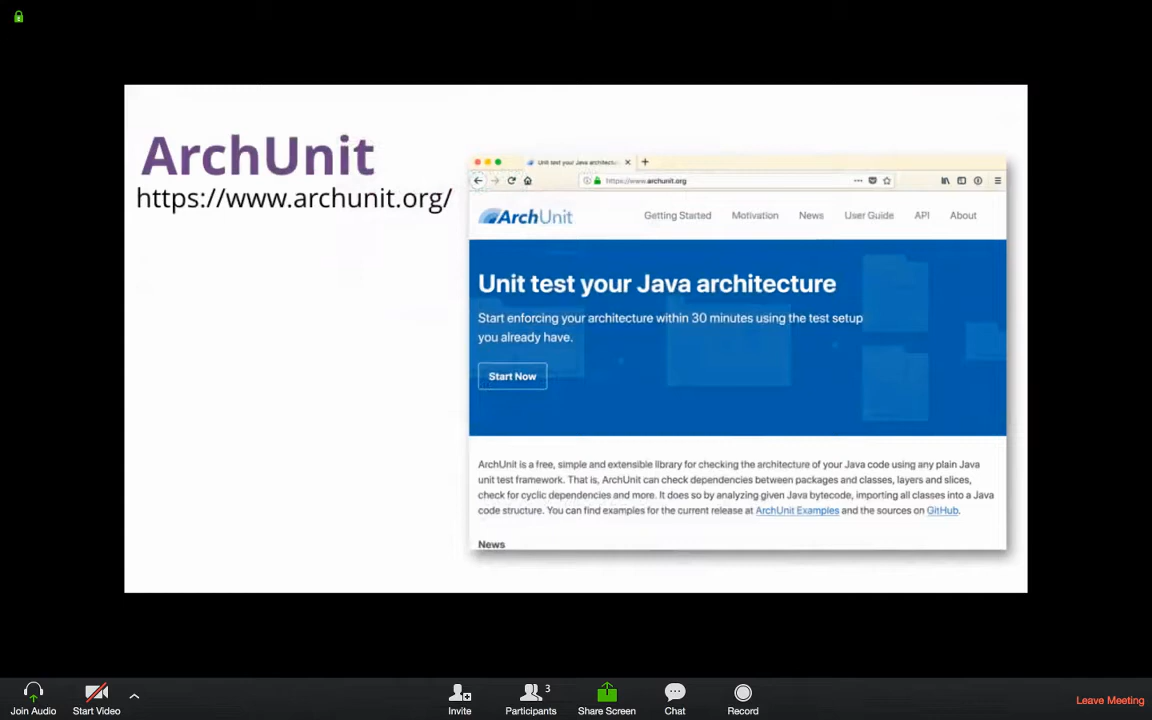 ArchUnit
https://www.archunit.org/
Unit test your Java architectu
https://www.archunit.org
ArchUnit
Getting Started Motivation News User Guide API About
Unit test your Java architecture
Start enforcing your architecture within 30 minutes using the test setup
you already have.
Start Now
ArchUnit is a free, simple and extensible library for checking the architecture of your Java code using any plain Java
unit test framework. That is, ArchUnit can check dependencies between packages and classes, layers and slices,
check for cyclic dependencies and more. It does so by analyzing given Java bytecode, importing all classes into a Java
code structure. You can find examples for the current release at ArchUnit Examples and the sources on GitHub.
News
Join Audio Start Video Invite Participants 3 Share Screen Chat Record Leave Meeting